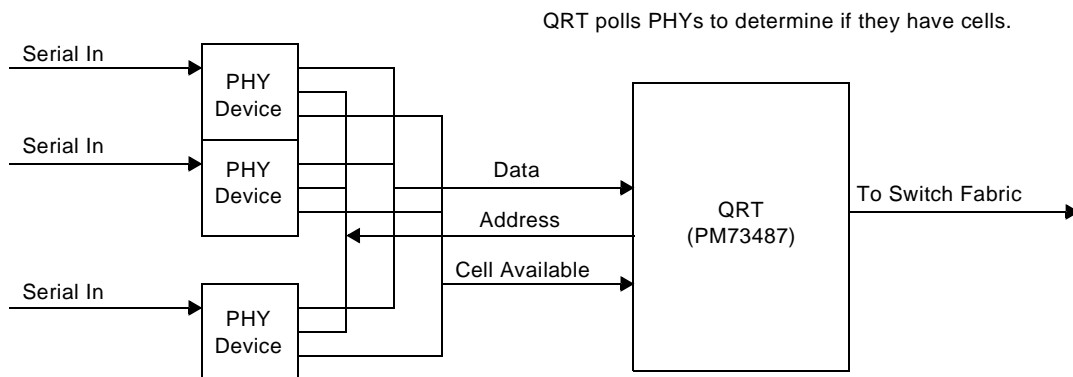 QRT polls PHYs to determine if they have cells.
Serial In
PHY
Device
Serial In
PHY
Device
Data
To Switch Fabric
QRT
(PM73487)
Address
Cell Available
Serial In
PHY
Device